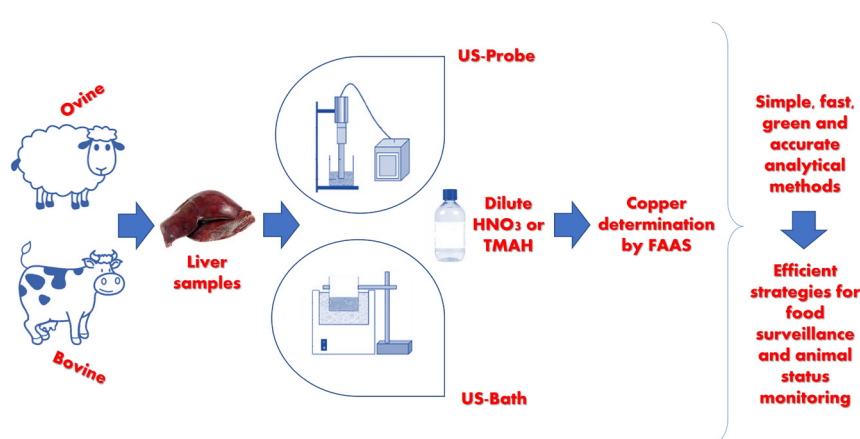 Ovine
Bovine
Liver
samples
US-Probe
Dilute
HNO3 or
TMAH
US-Bath
Copper
determination
by FAAS
Simple, fast,
green and
accurate
analytical
methods
Efficient
strategies for
food
surveillance
and animal
status
monitoring